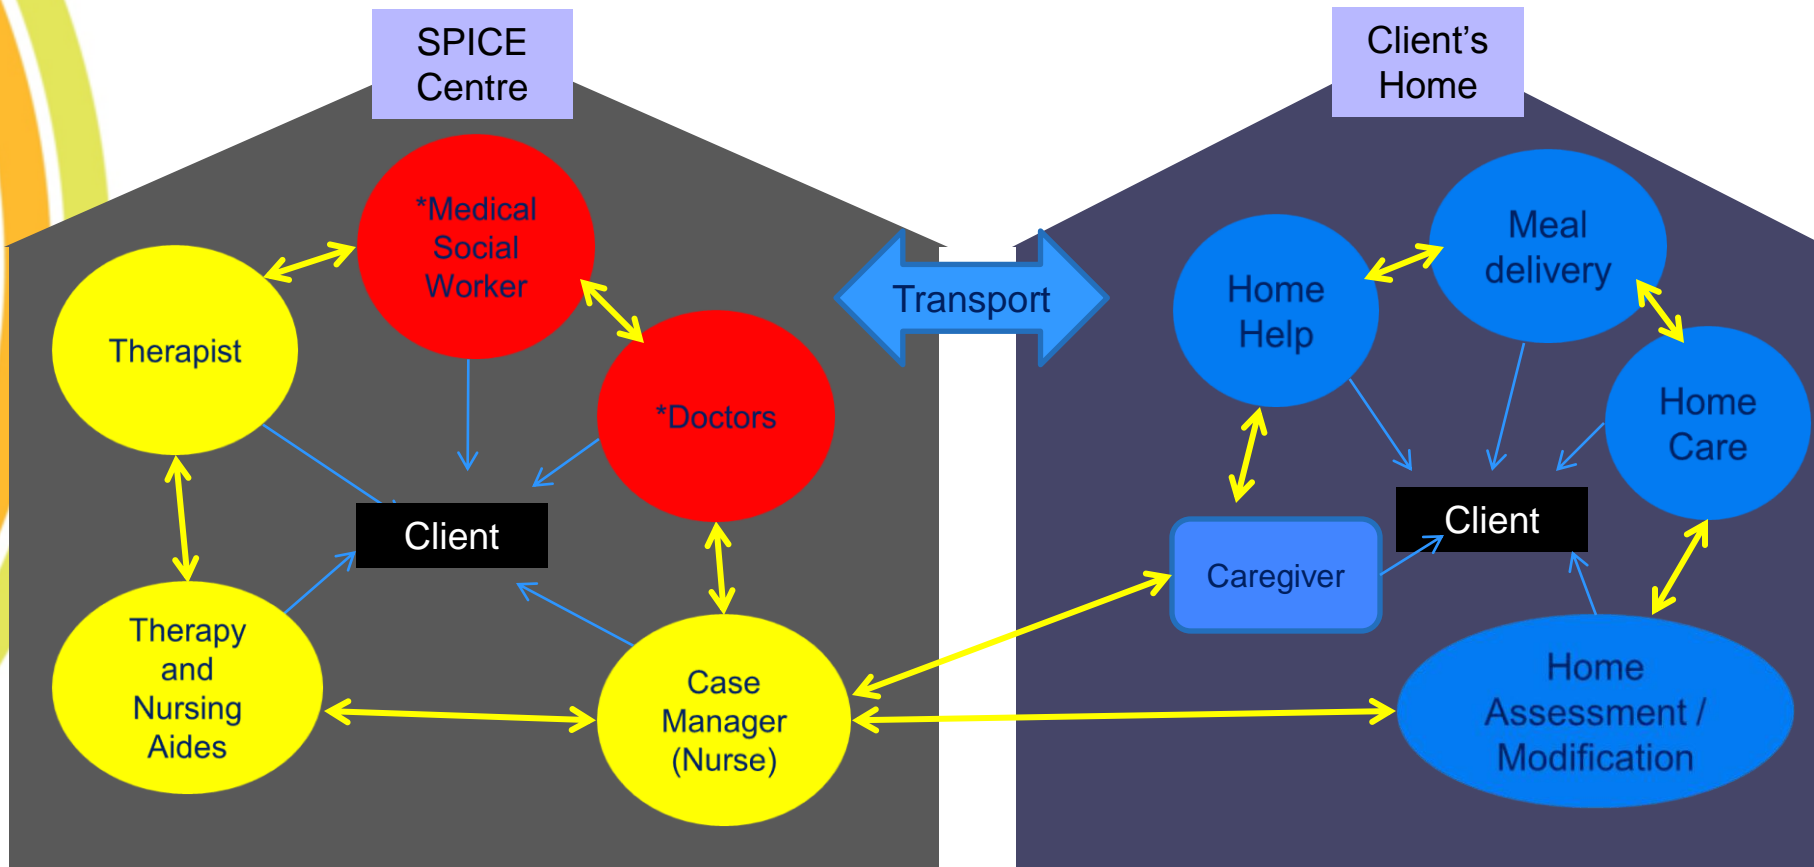 SPICE
Centre
*Medical
Social
Worker
Therapist
*Doctors
Client
Therapy
and
Nursing
Aides
Case
Manager
(Nurse)
Transport
Client’s
Home
Meal
delivery
Home
Help
Home
Care
Client
Caregiver
Home
Assessment /
Modification